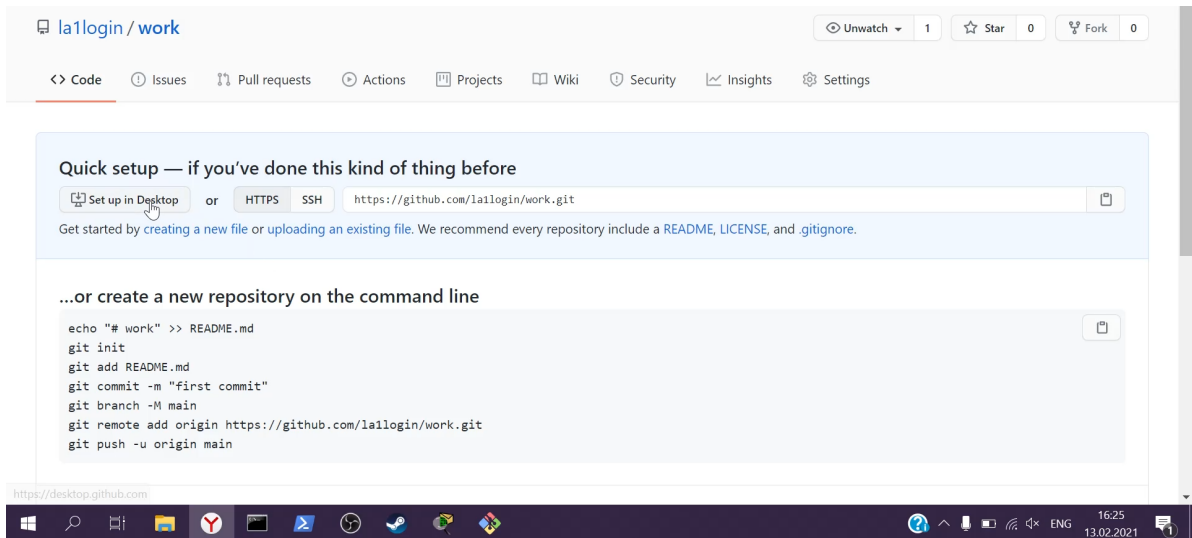 la1login / work
Unwatch 1 Star 0 Fork 0
<> Code Issues Pull requests Actions Projects Wiki Security Insights Settings
Quick setup — if you've done this kind of thing before
Set up in Desktop or HTTPS SSH https://github.com/la1login/work.git
Get started by creating a new file or uploading an existing file. We recommend every repository include a README, LICENSE, and .gitignore.
...or create a new repository on the command line
echo "# work" >> README.md
git init
git add README.md
git commit -m "first commit"
git branch -M main
git remote add origin https://github.com/la1login/work.git
git push -u origin main
https://desktop.github.com
ENG 16:25
13.02.2021 1